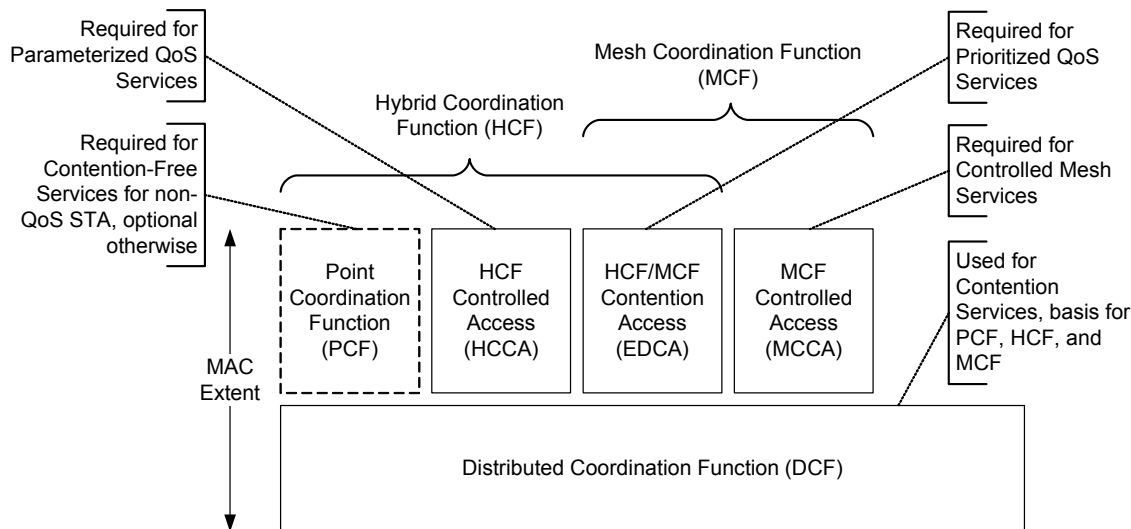 Required for
Parameterized QoS
Services
Required for
Contention-Free
Services for non-
QoS STA, optional
otherwise
Hybrid Coordination
Function (HCF)
Mesh Coordination Function
(MCF)
Required for
Prioritized QoS
Services
Required for
Controlled Mesh
Services
Used for
Contention
Services, basis for
PCF, HCF, and
MCF
MAC
Extent
Point
Coordination
Function
(PCF)
HCF
Controlled
Access
(HCCA)
HCF/MCF
Contention
Access
(EDCA)
MCF
Controlled
Access
(MCCA)
Distributed Coordination Function (DCF)